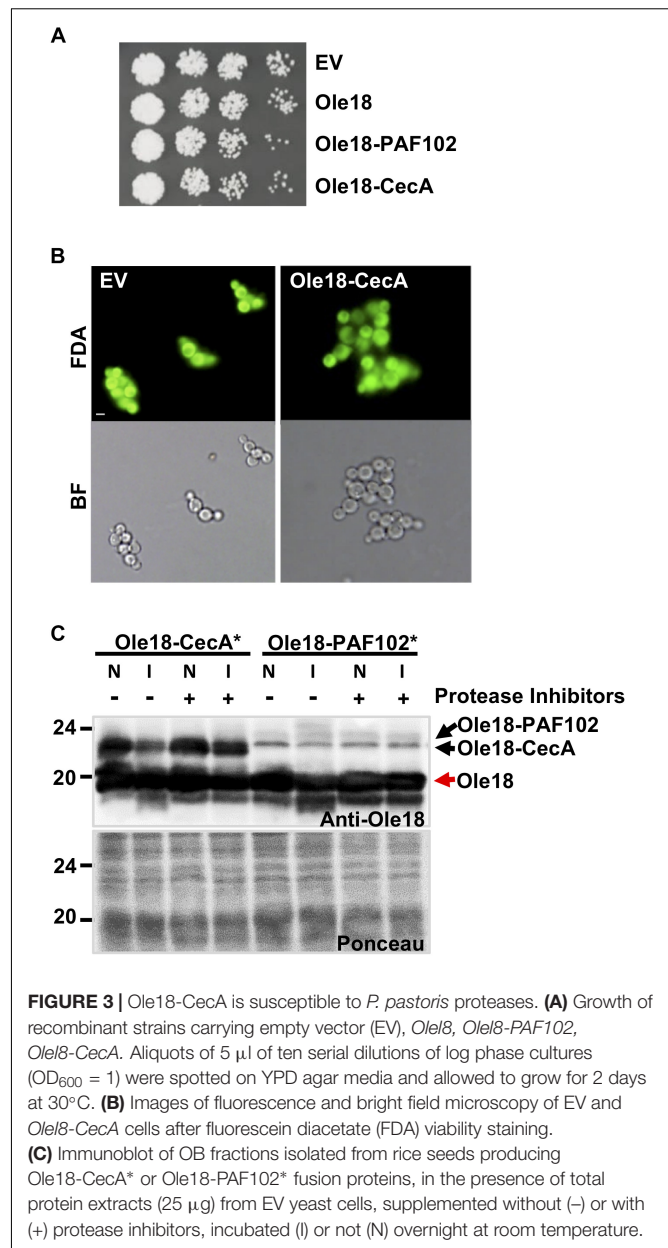 A
EV
Ole18
Ole18-PAF102
Ole18-CecA
B
EV
Ole18-CecA
FDA
BF
C
Ole18-CecA* Ole18-PAF102*
N I N I N I N I
- - + + - - + + Protease Inhibitors
24
Ole18-PAF102
Ole18-CecA
20
Ole18
Anti-Ole18
24
20
Ponceau
FIGURE 3 | Ole18-CecA is susceptible to P. pastoris proteases. (A) Growth of
recombinant strains carrying empty vector (EV), Olel8, Olel8-PAF102,
Olel8-CecA. Aliquots of 5 μl of ten serial dilutions of log phase cultures
(OD600 = 1) were spotted on YPD agar media and allowed to grow for 2 days
at 30°C. (B) Images of fluorescence and bright field microscopy of EV and
Olel8-CecA cells after fluorescein diacetate (FDA) viability staining.
(C) Immunoblot of OB fractions isolated from rice seeds producing
Ole18-CecA* or Ole18-PAF102* fusion proteins, in the presence of total
protein extracts (25 μg) from EV yeast cells, supplemented without (–) or with
(+) protease inhibitors, incubated (I) or not (N) overnight at room temperature.